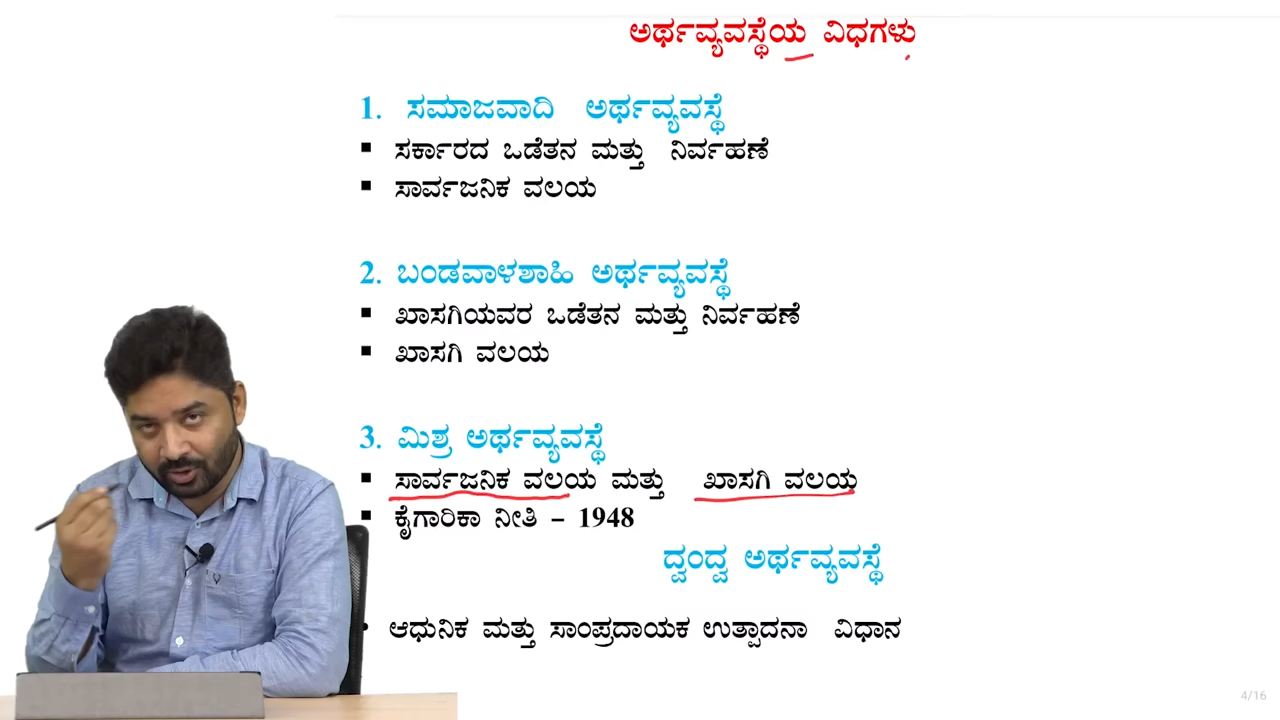 ಅರ್ಥವ್ಯವಸ್ಥೆಯ ವಿಧಗಳು
1. ಸಮಾಜವಾದಿ ಅರ್ಥವ್ಯವಸ್ಥೆ
▪ ಸರ್ಕಾರದ ಒಡೆತನ ಮತ್ತು ನಿರ್ವಹಣೆ
▪ ಸಾರ್ವಜನಿಕ ವಲಯ
2. ಬಂಡವಾಳಶಾಹಿ ಅರ್ಥವ್ಯವಸ್ಥೆ
▪ ಖಾಸಗಿಯವರ ಒಡೆತನ ಮತ್ತು ನಿರ್ವಹಣೆ
▪ ಖಾಸಗಿ ವಲಯ
3. ಮಿಶ್ರ ಅರ್ಥವ್ಯವಸ್ಥೆ
▪ ಸಾರ್ವಜನಿಕ ವಲಯ ಮತ್ತು ಖಾಸಗಿ ವಲಯ
▪ ಕೈಗಾರಿಕಾ ನೀತಿ – 1948
ದ್ವಂದ್ವ ಅರ್ಥವ್ಯವಸ್ಥೆ
• ಆಧುನಿಕ ಮತ್ತು ಸಾಂಪ್ರದಾಯಕ ಉತ್ಪಾದನಾ ವಿಧಾನ
4/16